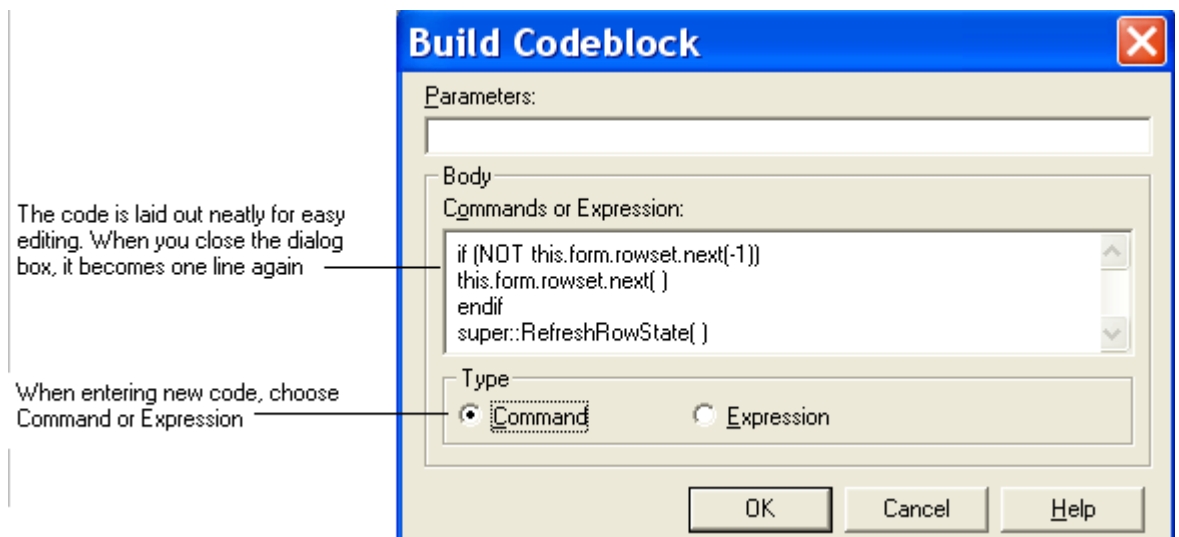 Build Codeblock
Parameters:
Body
Commands or Expression:
The code is laid out neatly for easy
editing. When you close the dialog
box, it becomes one line again
if (NOT this.form.rowset.next(-1))
this.form.rowset.next( )
endif
super::RefreshRowState( )
When entering new code, choose
Command or Expression
Type
Command
Expression
OK
Cancel
Help